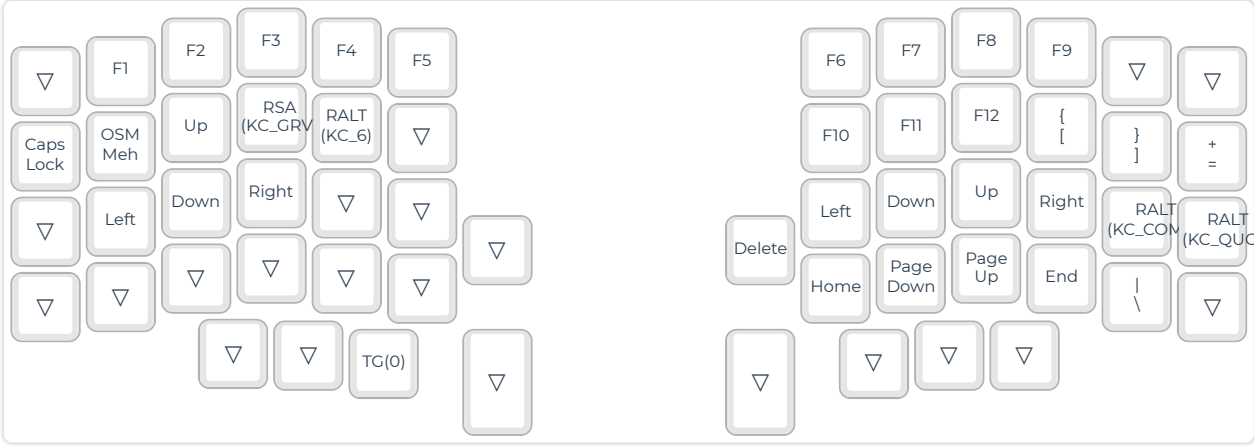 ▽
F1
F2
F3
F4
F5
F6
F7
F8
F9
▽
▽
Caps
Lock
OSM
Meh
Up
RSA
(KC_GRV
RALT
(KC_6)
▽
F10
F11
F12
{
[
}
]
+
=
▽
Left
Down
Right
▽
▽
Left
Down
Up
Right
RALT
(KC_COM
RALT
(KC_QUO
▽
▽
▽
▽
▽
▽
▽
Delete
Home
Page
Down
Page
Up
End
|
\
▽
▽
▽
TG(0)
▽
▽
▽
▽
▽